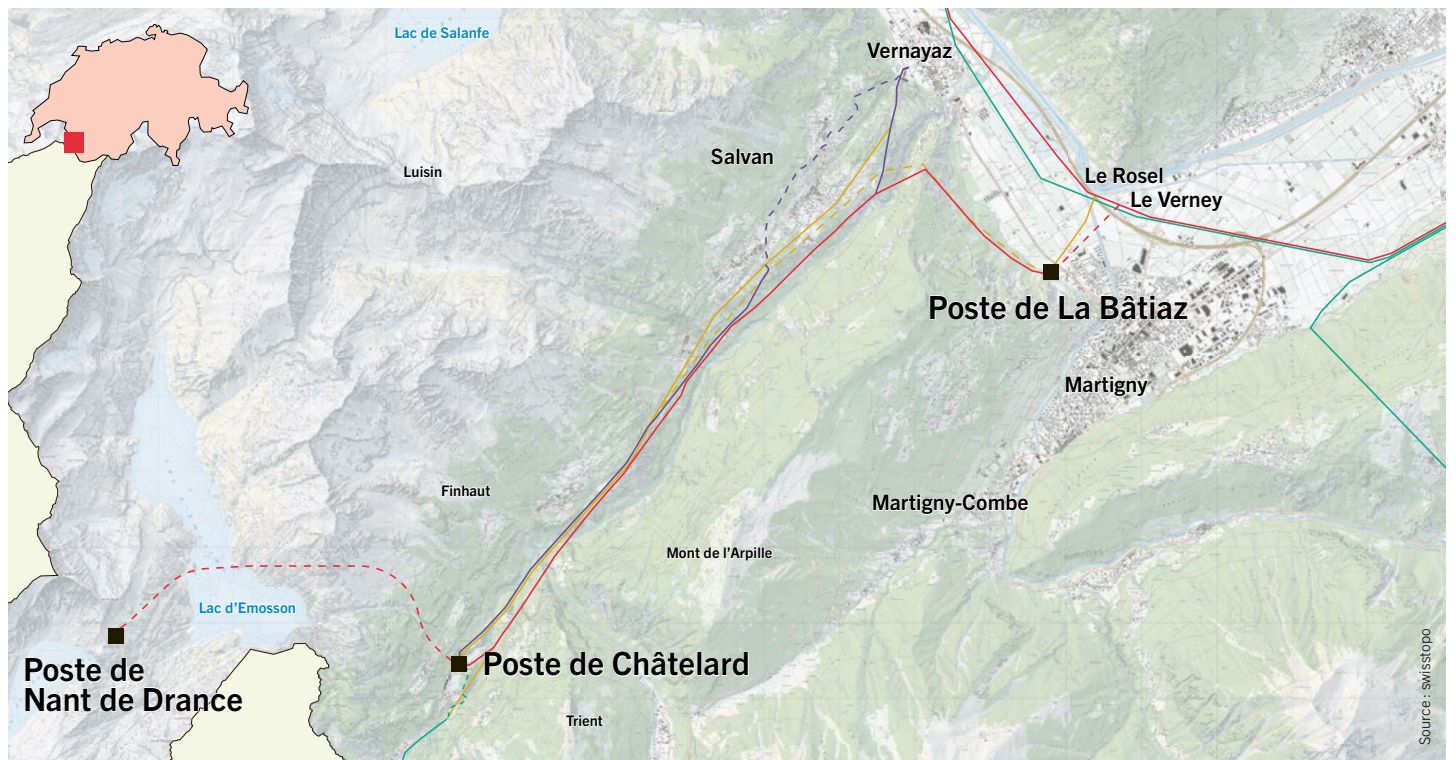 Lac de Salanfe
Vernayaz
Salvan
Luisin
Le Rosel
Le Verney
Poste de La Bâtiaz
Martigny
Finhaut
Martigny-Combe
Mont de l'Arpille
Lac d'Emosson
Poste de
Nant de Drance
Poste de Châtelard
Trient
Source : swisstopo